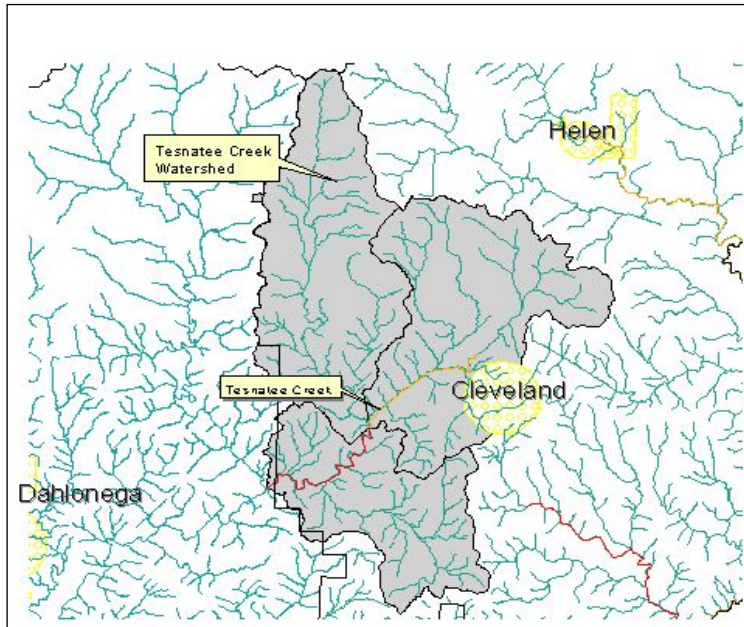 Helen
Tesnatee Creek
Watershed
Tesnatee Creek
Cleveland
Dahlonega